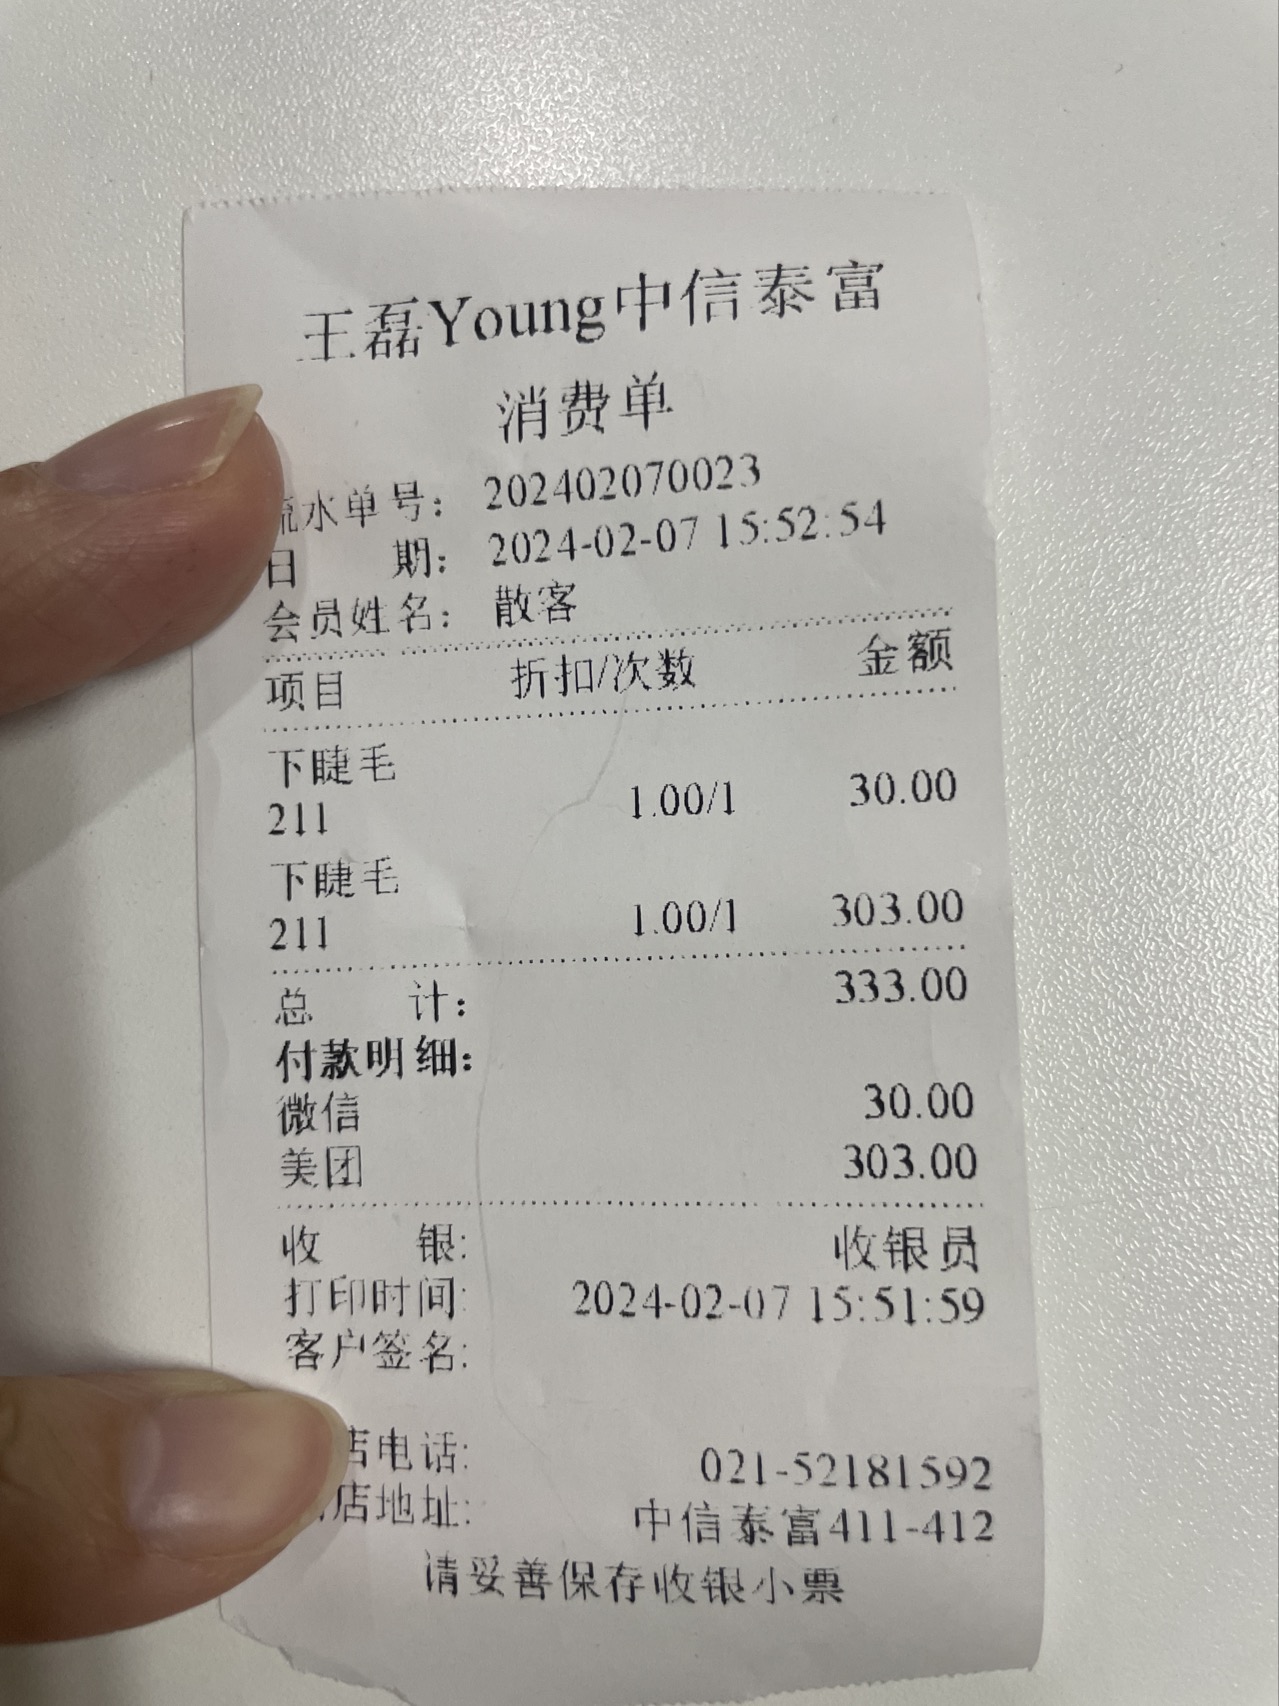 王磊Young中信泰富
消费单
流水单号： 202402070023
日 期： 2024-02-07 15:52:54
会员姓名： 散客
项目 折扣/次数 金额
下睫毛
211 1.00/1 30.00
下睫毛
211 1.00/1 303.00
总 计： 333.00
付款明细：
微信 30.00
美团 303.00
收 银: 收银员
打印时间: 2024-02-07 15:51:59
客户签名:
店电话: 021-52181592
店地址: 中信泰富411-412
请妥善保存收银小票